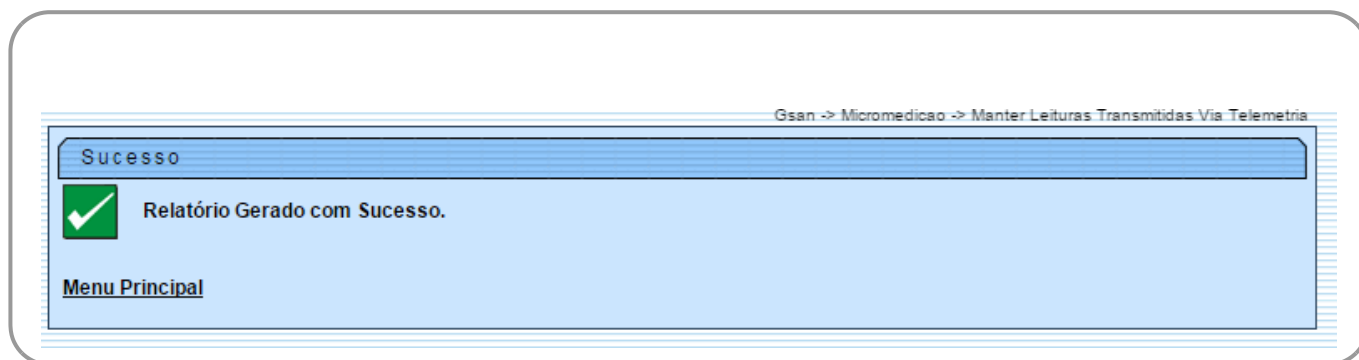 Gsan -> Micromedicao -> Manter Leituras Transmitidas Via Telemetria
Sucesso
Relatório Gerado com Sucesso.
Menu Principal